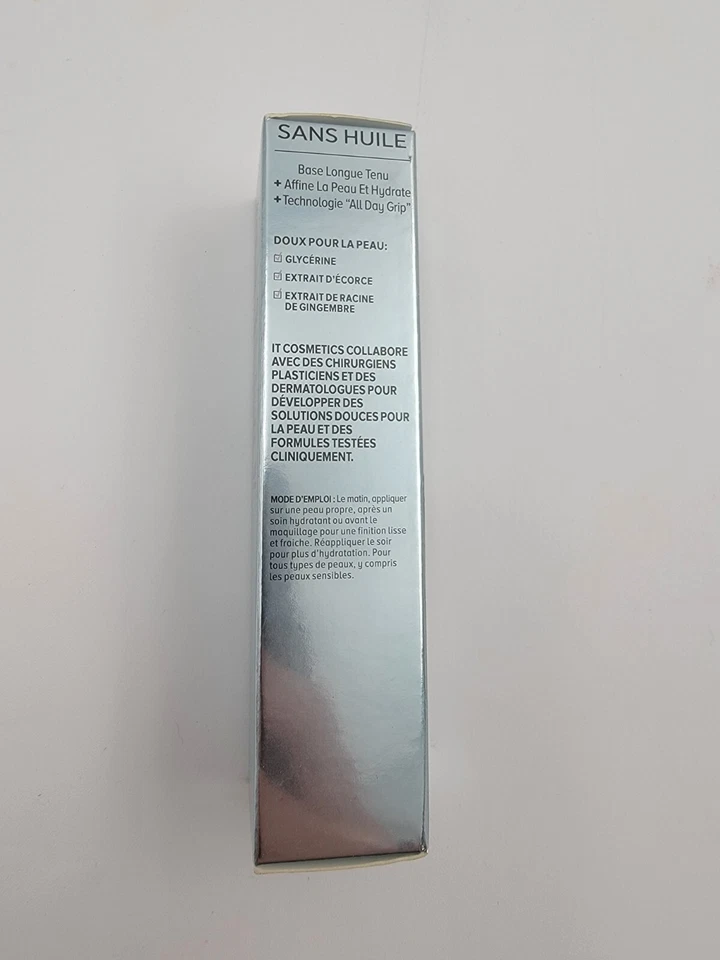 SANS HUILE
Base Longue Tenu
+ Affine La Peau Et Hydrate
+ Technologie "All Day Grip"
DOUX POUR LA PEAU:
☑ GLYCÉRINE
☑ EXTRAIT D'ÉCORCE
☑ EXTRAIT DE RACINE
DE GINGEMBRE
IT COSMETICS COLLABORE
AVEC DES CHIRURGIENS
PLASTICIENS ET DES
DERMATOLOGUES POUR
DÉVELOPPER DES
SOLUTIONS DOUCES POUR
LA PEAU ET DES
FORMULES TESTÉES
CLINIQUEMENT.
MODE D'EMPLOI : Le matin, appliquer
sur une peau propre, après un
soin hydratant ou avant le
maquillage pour une finition lisse
et fraîche. Réappliquer le soir
pour plus d'hydratation. Pour
tous types de peaux, y compris
les peaux sensibles.